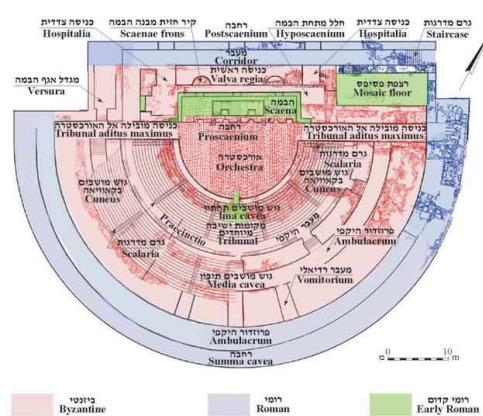 כניסה צדדית
Hospitalia
קיר חזית מבנה הבמה
Scaenae frons
רחבה
Postscaenium
חלל מתחת הבמה
Hyposcaenium
כניסה צדדית
Hospitalia
גרם מדרגות
Staircase
מעבר
Corridor
כניסה ראשית
Valva regia
מגדל אגף הבמה
Versura
הבמה
Scaena
רצפת פסיפס
Mosaic floor
כניסה מובילה אל האורכסטרה
Tribunal aditus maximus
רחבה
Proscaenium
כניסה מובילה אל האורכסטרה
Tribunal aditus maximus
אורכסטרה
Orchestra
גרם מדרגות
Scalaria
גוש מושבים
בקאוויאה
Cuneus
גוש מושבים
בקאוויאה
Cuneus
גוש מושבים תחתון
Ima cavea
מקומות ישיבה
מיוחדים
Tribunal
Praccinctio
מעבר היקפי
פרוזדור היקפי
Ambulacrum
גרם מדרגות
Scalaria
גוש מושבים תיכון
Media cavea
מעבר רדיאלי
Vomitorium
פרוזדור היקפי
Ambulacrum
רחבה
Summa cavea
מ 0 10 m
ביזנטי
Byzantine
רומי
Roman
רומי קדום
Early Roman